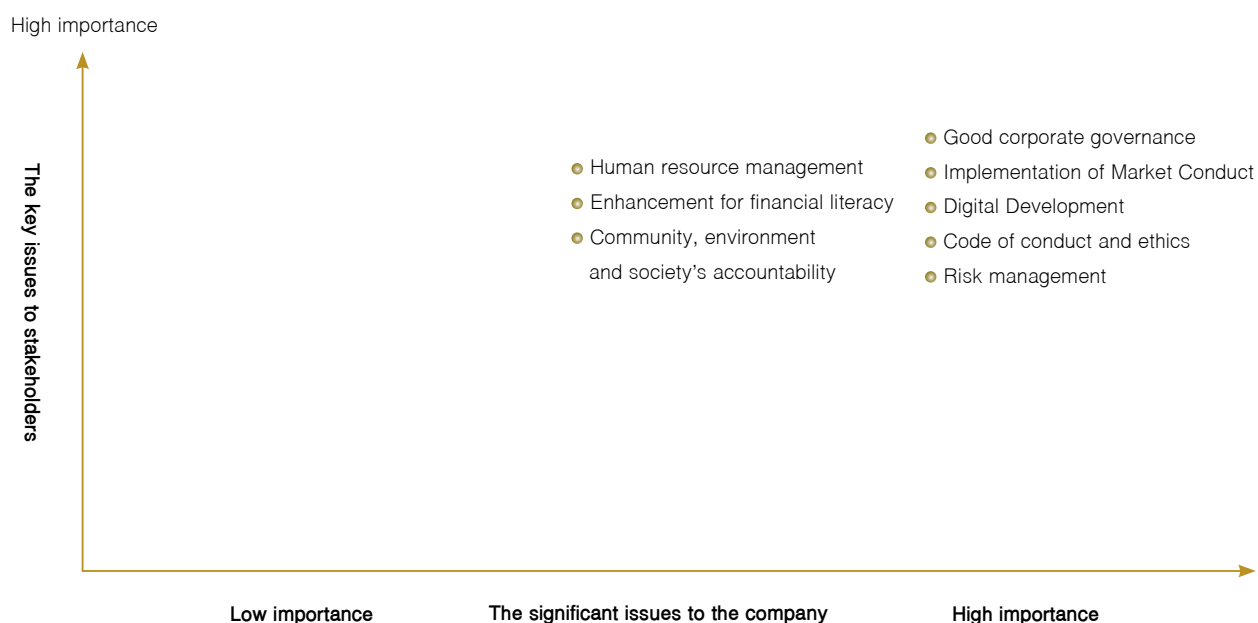 High importance
The key issues to stakeholders
Human resource management
Enhancement for financial literacy
Community, environment
and society's accountability
Good corporate governance
Implementation of Market Conduct
Digital Development
Code of conduct and ethics
Risk management
Low importance
The significant issues to the company
High importance